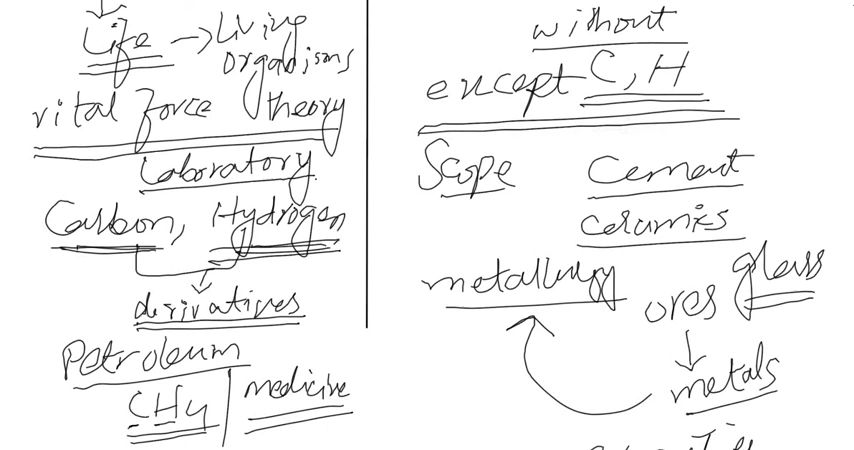 Life → Living
organisms
vital Force theory
Laboratory
Carbon, Hydrogen
derivatives
Petroleum
CH4 | medicine
without
except C, H
Scope Cement
ceramics
metallurgy ores glass
metals